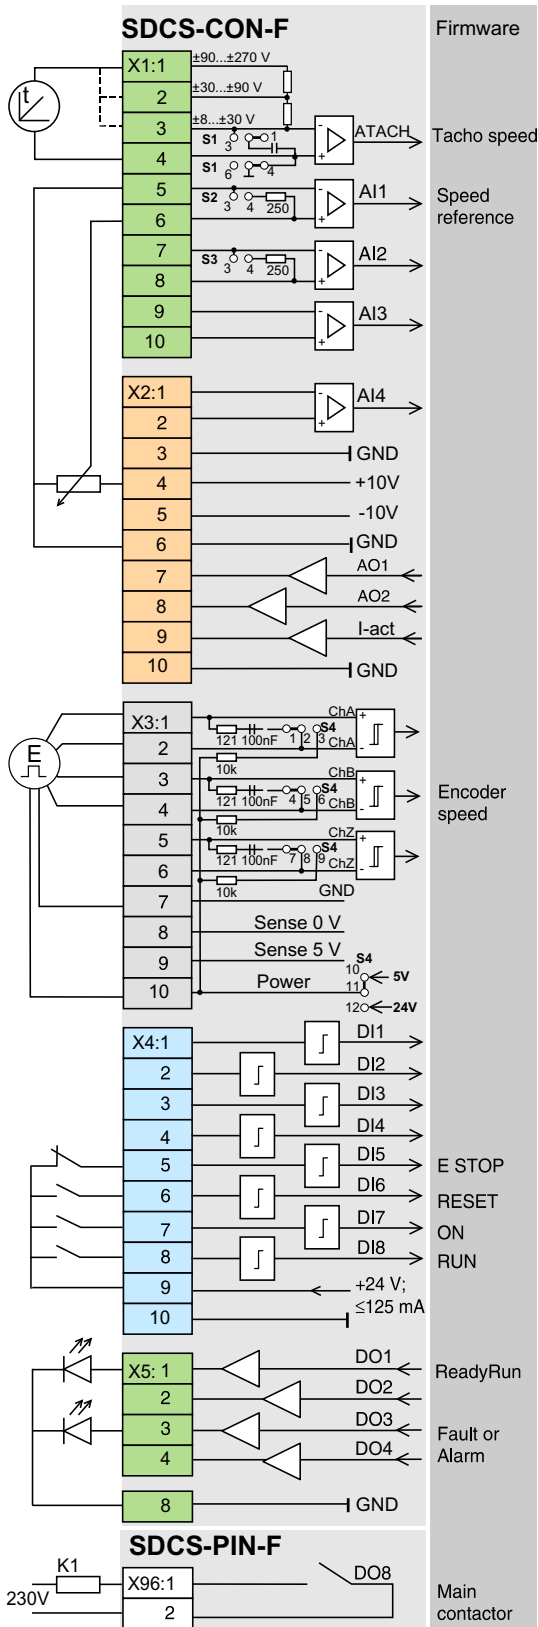 SDCS-CON-F
Firmware
X1:1
±90...±270 V
t
2
±30...±90 V
3
±8...±30 V
S1 3 1
-
+
ATACH
Tacho speed
4
S1 6 4
5
S2 3 4 250
-
+
AI1
Speed
reference
6
7
S3 3 4 250
-
+
AI2
8
9
-
+
AI3
10
X2:1
-
+
AI4
2
3
GND
4
+10V
5
-10V
6
GND
7
AO1
8
AO2
9
I-act
10
GND
X3:1
ChA
+
-
121 100nF 1 2 3 S4
ChA
2
10k
E
3
ChB
+
-
121 100nF 4 5 6 S4
ChB
Encoder
speed
4
10k
5
ChZ
+
-
121 100nF 7 8 9 S4
ChZ
6
10k
7
GND
8
Sense 0 V
9
Sense 5 V
S4
10
5V
10
Power
11
12
24V
X4:1
DI1
2
DI2
3
DI3
4
DI4
5
DI5
E STOP
6
DI6
RESET
7
DI7
ON
8
DI8
RUN
9
+24 V;
≤125 mA
10
X5: 1
DO1
ReadyRun
2
DO2
3
DO3
Fault or
Alarm
4
DO4
8
GND
SDCS-PIN-F
K1
X96:1
DO8
230V
2
Main
contactor